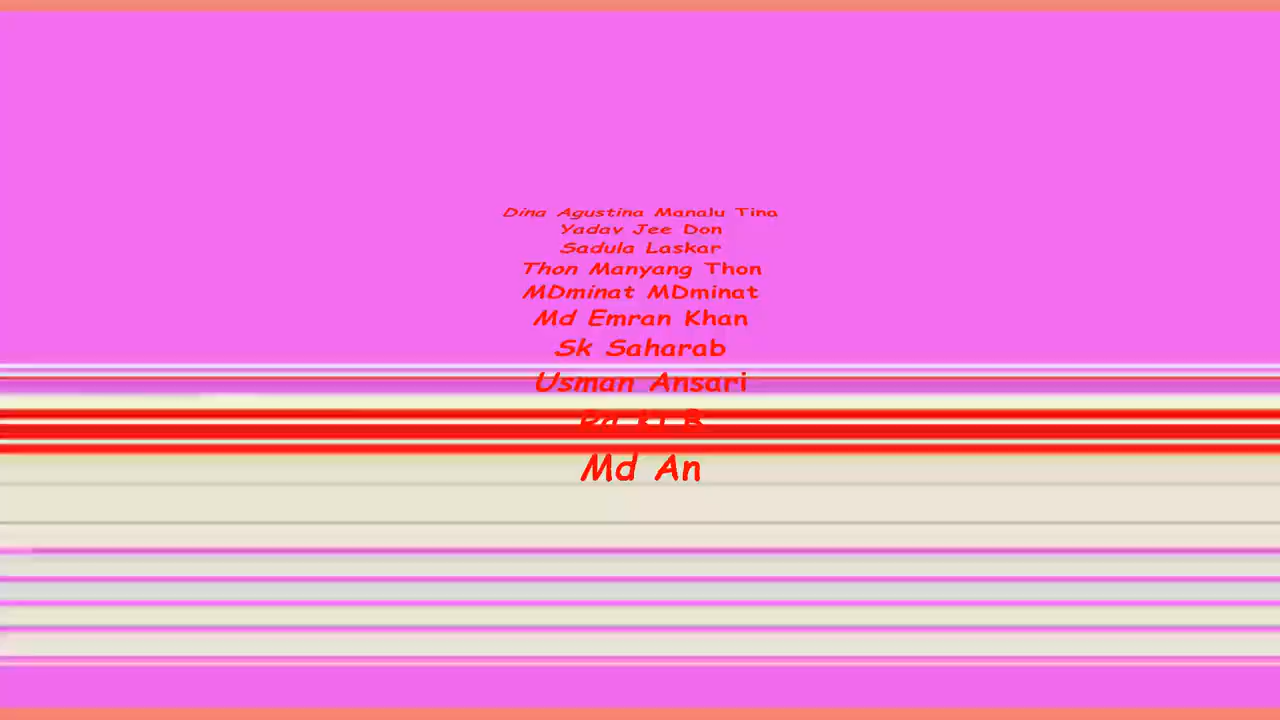 Dina Agustina Manalu Tina
Yadav Jee Don
Sadula Laskar
Thon Manyang Thon
MDminat MDminat
Md Emran Khan
Sk Saharab
Usman Ansari
Md An